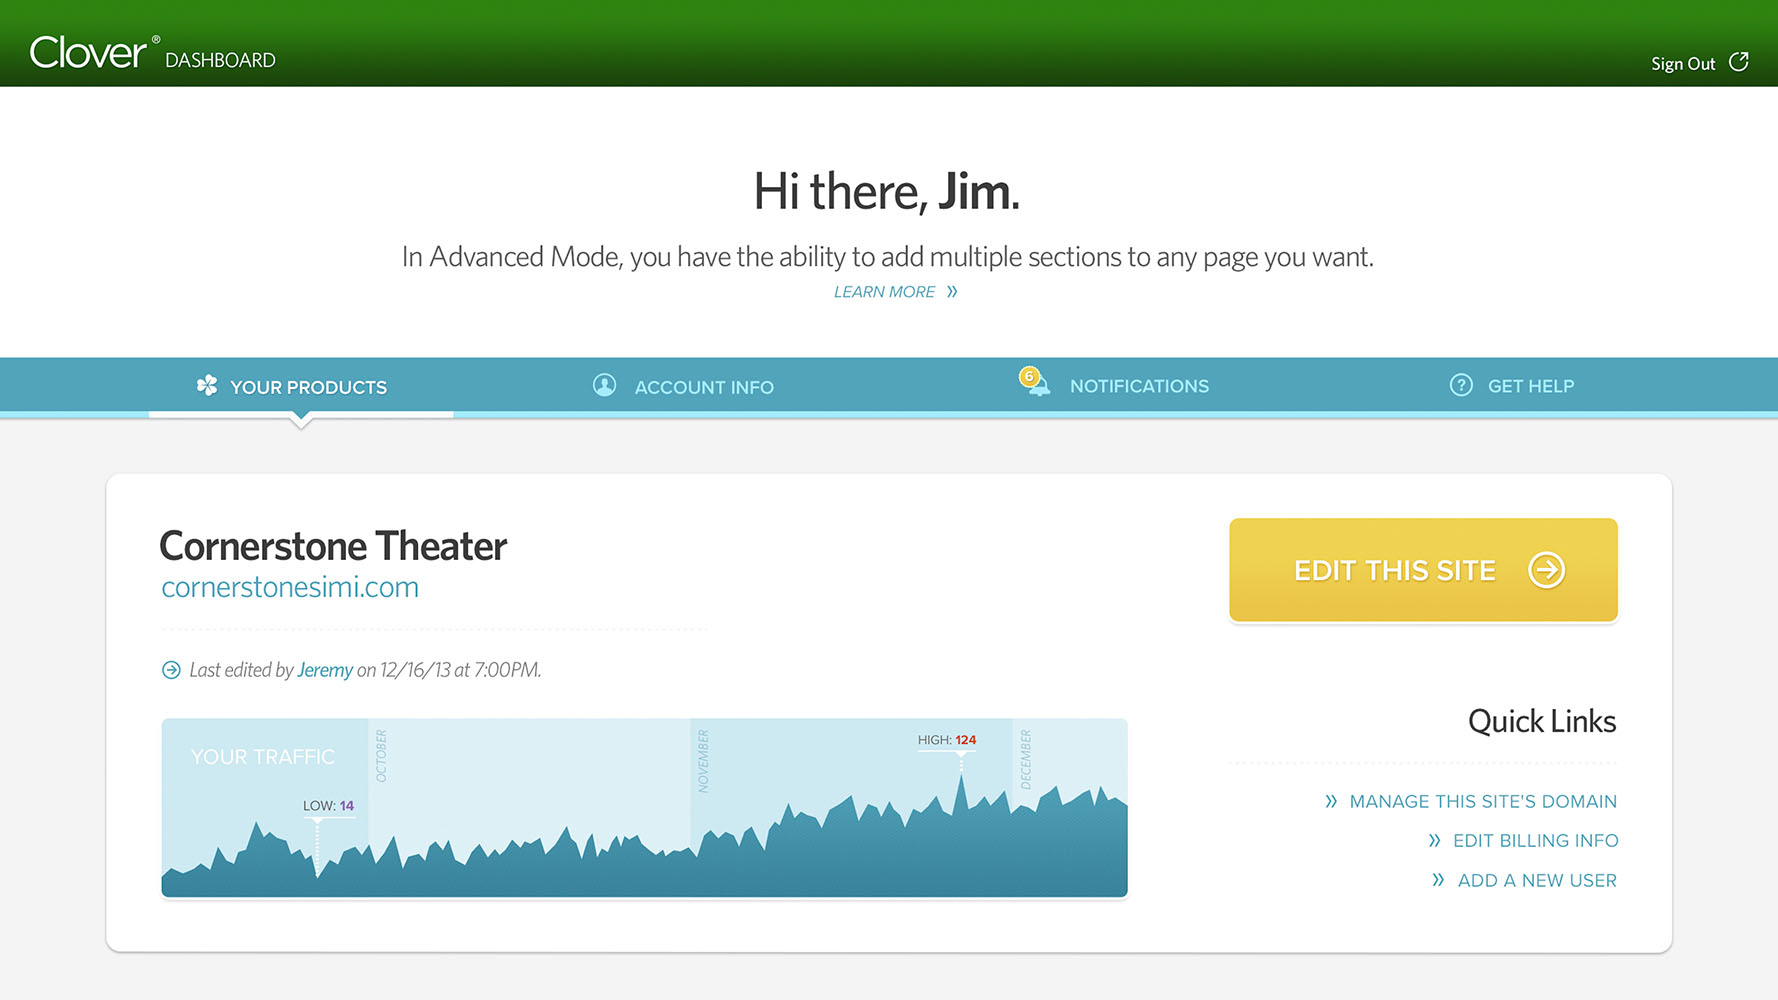 Clover® DASHBOARD
Sign Out
Hi there, Jim.
In Advanced Mode, you have the ability to add multiple sections to any page you want.
LEARN MORE »
YOUR PRODUCTS
ACCOUNT INFO
6
NOTIFICATIONS
? GET HELP
Cornerstone Theater
cornerstonesimi.com
EDIT THIS SITE
Last edited by Jeremy on 12/16/13 at 7:00PM.
YOUR TRAFFIC
LOW: 14
OCTOBER
NOVEMBER
HIGH: 124
DECEMBER
Quick Links
» MANAGE THIS SITE'S DOMAIN
» EDIT BILLING INFO
» ADD A NEW USER